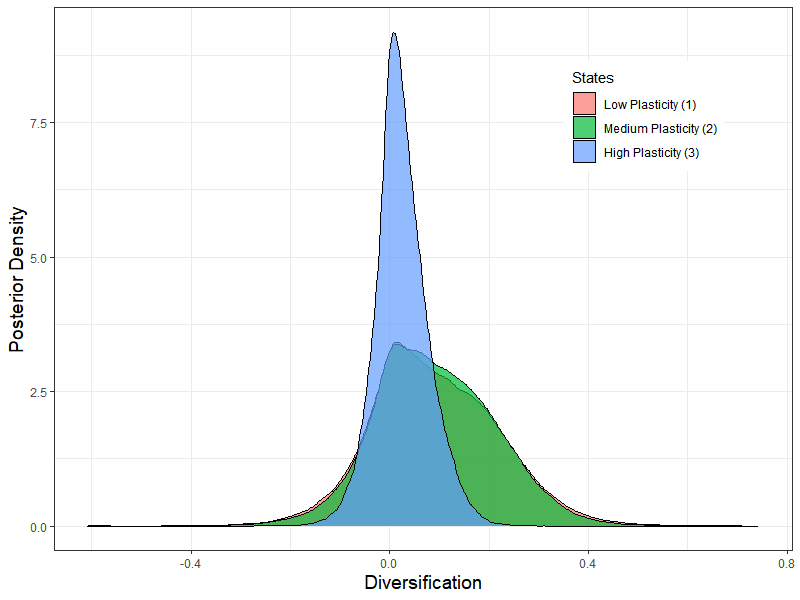 States
Low Plasticity (1)
Medium Plasticity (2)
High Plasticity (3)
7.5
5.0
2.5
0.0
Posterior Density
-0.4
0.0
0.4
0.8
Diversification